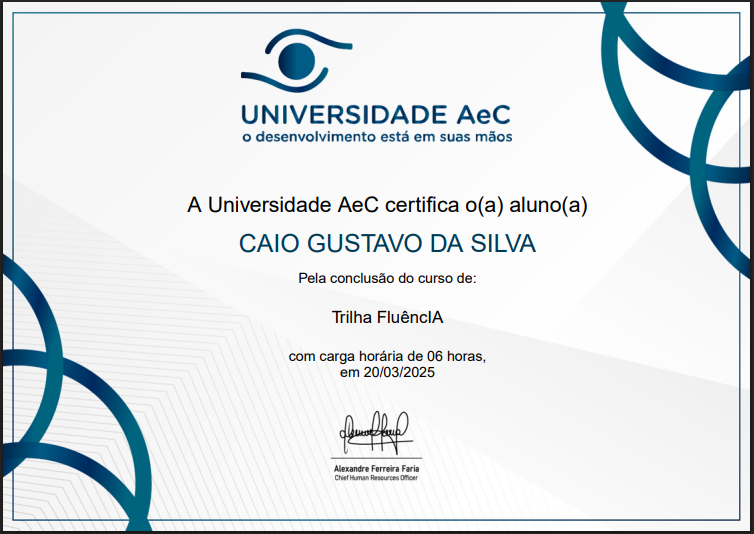 UNIVERSIDADE AeC
o desenvolvimento está em suas mãos
A Universidade AeC certifica o(a) aluno(a)
CAIO GUSTAVO DA SILVA
Pela conclusão do curso de:
Trilha FluêncIA
com carga horária de 06 horas,
em 20/03/2025
Alexandre Ferreira Faria
Chief Human Resources Officer